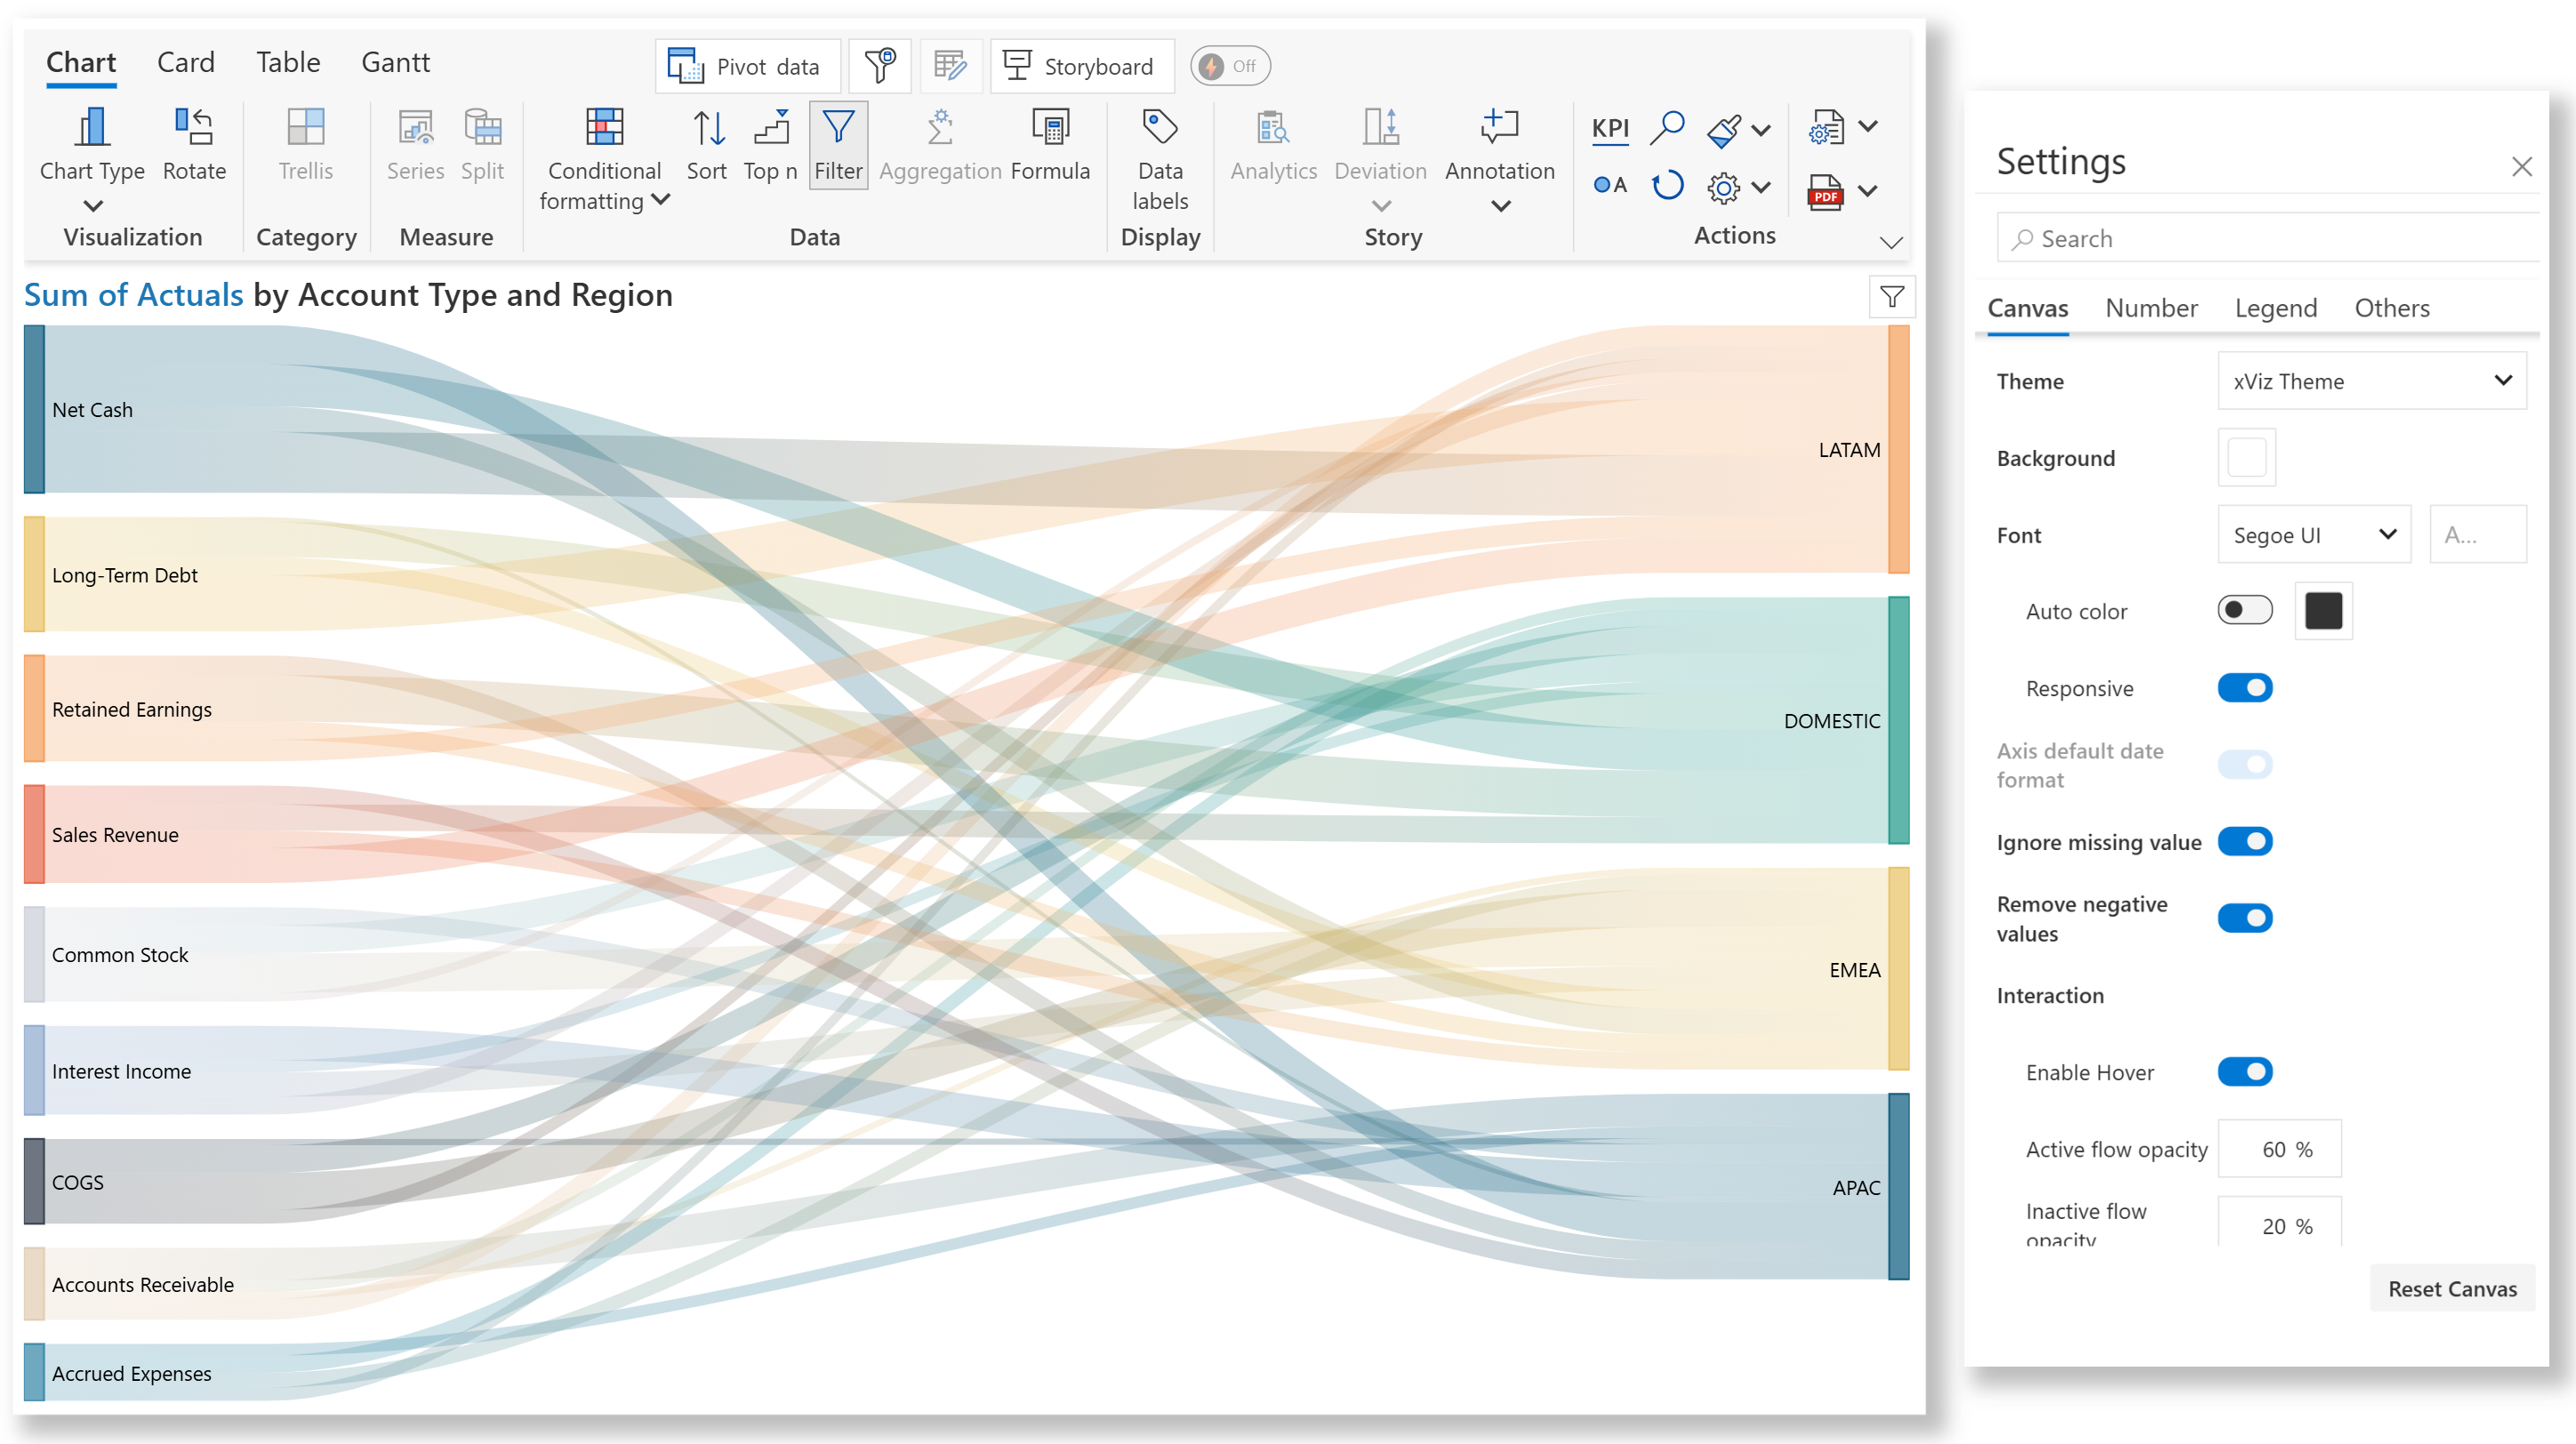 Chart Card Table Gantt
Pivot data
Storyboard
Off
Chart Type
Rotate
Trellis
Series
Split
Conditional
formatting
Sort
Top n
Filter
Aggregation
Formula
Data
labels
Analytics
Deviation
Annotation
KPI
A
PDF
Visualization
Category
Measure
Data
Display
Story
Actions
Sum of Actuals by Account Type and Region
Net Cash
Long-Term Debt
Retained Earnings
Sales Revenue
Common Stock
Interest Income
COGS
Accounts Receivable
Accrued Expenses
LATAM
DOMESTIC
EMEA
APAC
Settings
Search
Canvas Number Legend Others
Theme
xViz Theme
Background
Font
Segoe UI
A...
Auto color
Responsive
Axis default date
format
Ignore missing value
Remove negative
values
Interaction
Enable Hover
Active flow opacity
60 %
Inactive flow
opacity
20 %
Reset Canvas